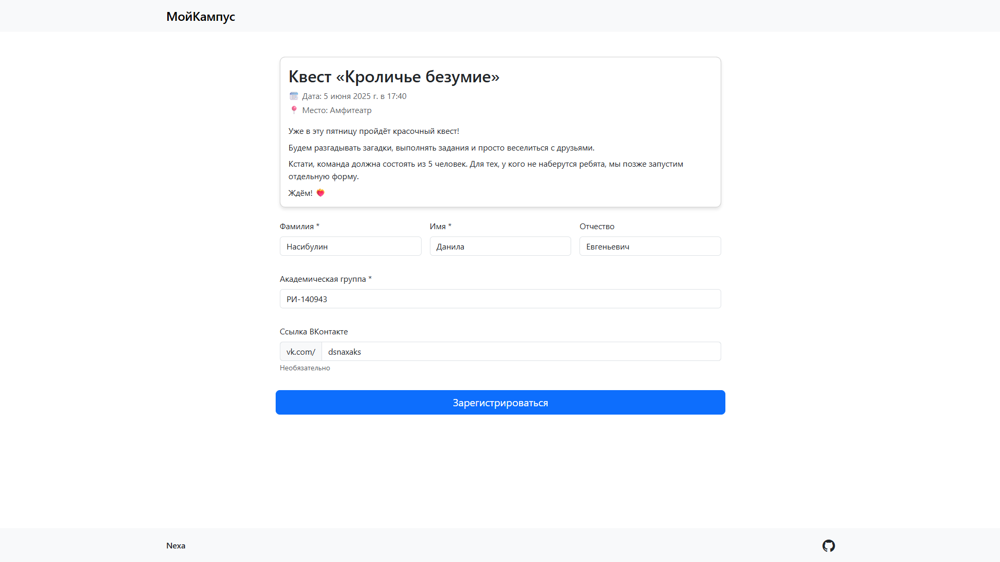 МойКампус
Квест «Кроличье безумие»
🗓️ Дата: 5 июня 2025 г. в 17:40
📍 Место: Амфитеатр
Уже в эту пятницу пройдёт красочный квест!
Будем разгадывать загадки, выполнять задания и просто веселиться с друзьями.
Кстати, команда должна состоять из 5 человек. Для тех, у кого не наберутся ребята, мы позже запустим
отдельную форму.
Ждём! ❤️‍🔥
Фамилия * Имя * Отчество
Насибулин Данила Евгеньевич
Академическая группа *
РИ-140943
Ссылка ВКонтакте
vk.com/ dsnaxaks
Необязательно
Зарегистрироваться
Nexa